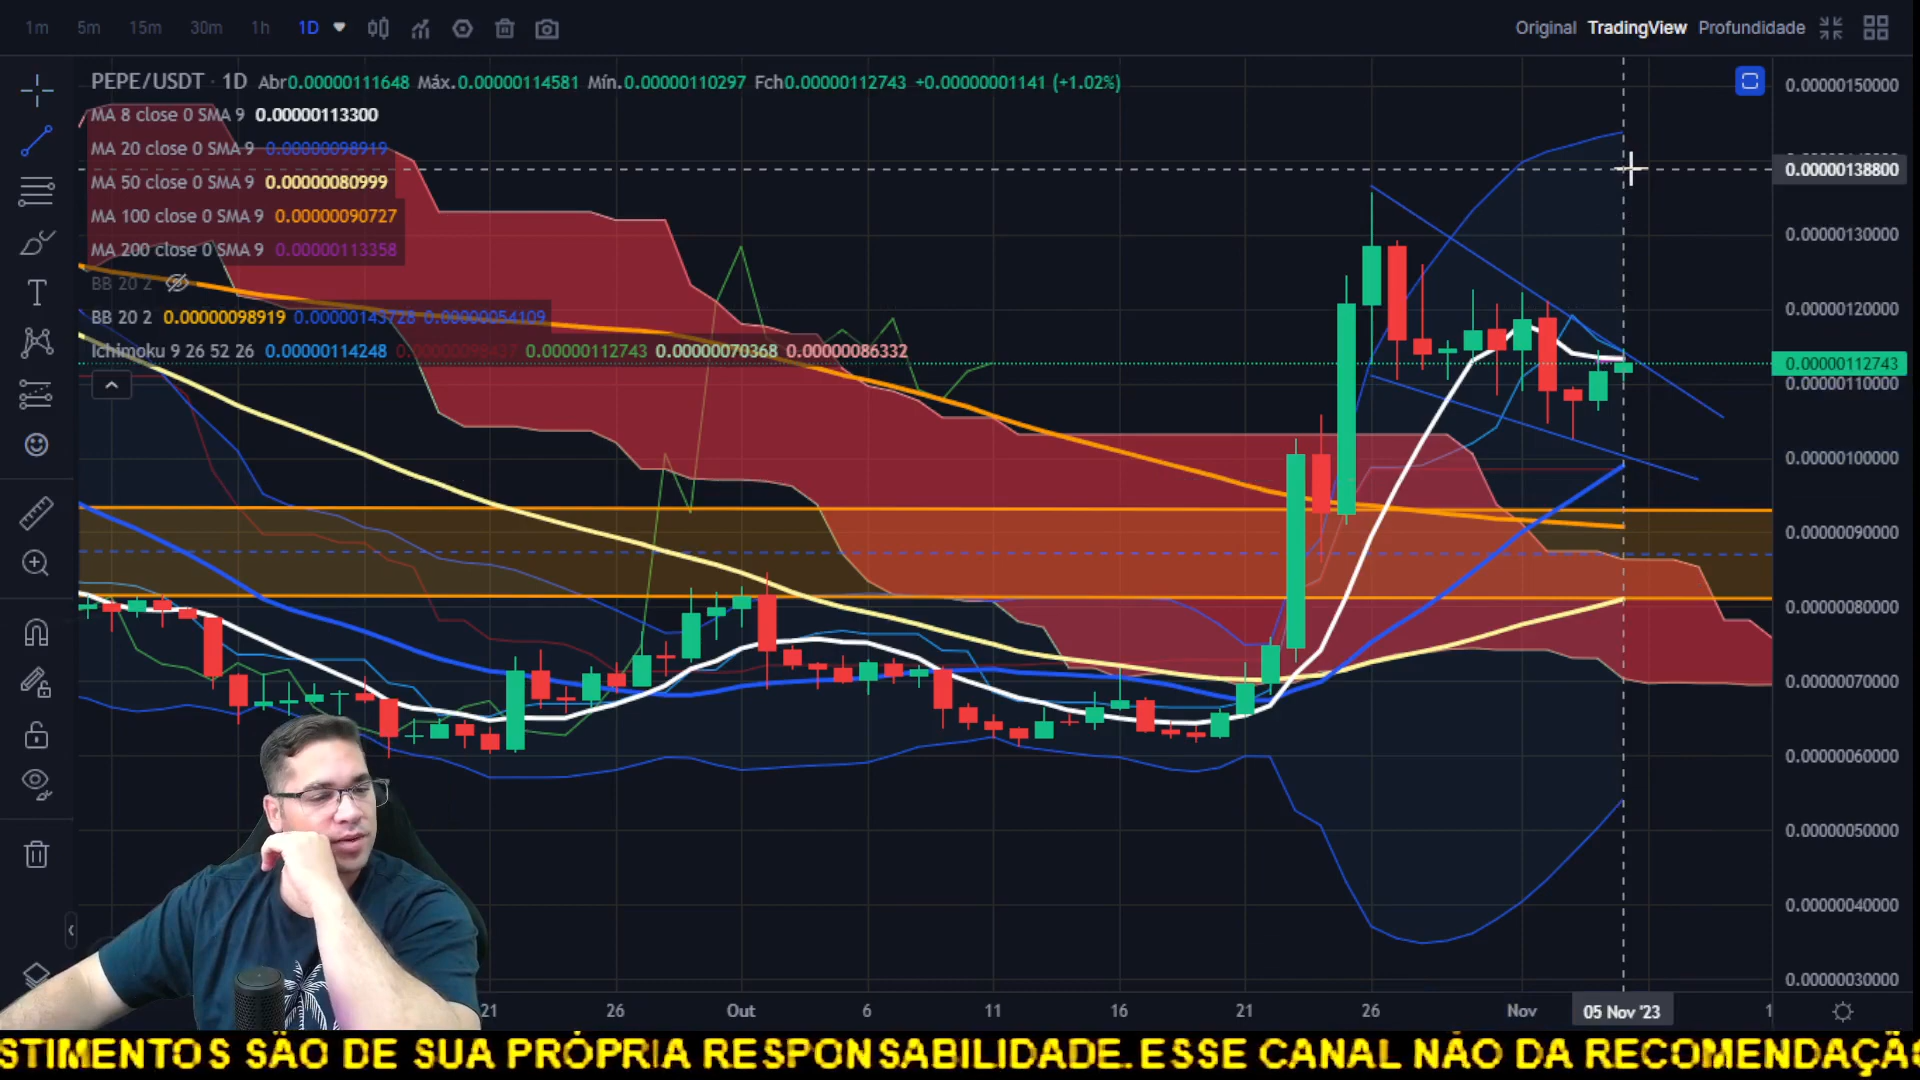 1m 5m 15m 30m 1h 1D Original TradingView Profundidade
PEPE/USDT · 1D Abr0.00000111648 Máx.0.00000114581 Mín.0.00000110297 Fch0.00000112743 +0.00000001141 (+1.02%)
MA 8 close 0 SMA 9 0.00000113300
MA 20 close 0 SMA 9 0.00000098919
MA 50 close 0 SMA 9 0.00000080999
MA 100 close 0 SMA 9 0.00000090727
MA 200 close 0 SMA 9 0.00000113358
BB 20 2
BB 20 2 0.00000098919 0.00000143728 0.00000054109
Ichimoku 9 26 52 26 0.00000114248 0.00000112743 0.00000070368 0.00000086332
0.00000150000
0.00000138800
0.00000130000
0.00000120000
0.00000112743
0.00000110000
0.00000100000
0.00000090000
0.00000080000
0.00000070000
0.00000060000
0.00000050000
0.00000040000
0.00000030000
21 26 Out 6 11 16 21 26 Nov 05 Nov '23 1
STIMENTOS SÃO DE SUA PRÓPRIA RESPONSABILIDADE. ESSE CANAL NÃO DA RECOMENDAÇÃO